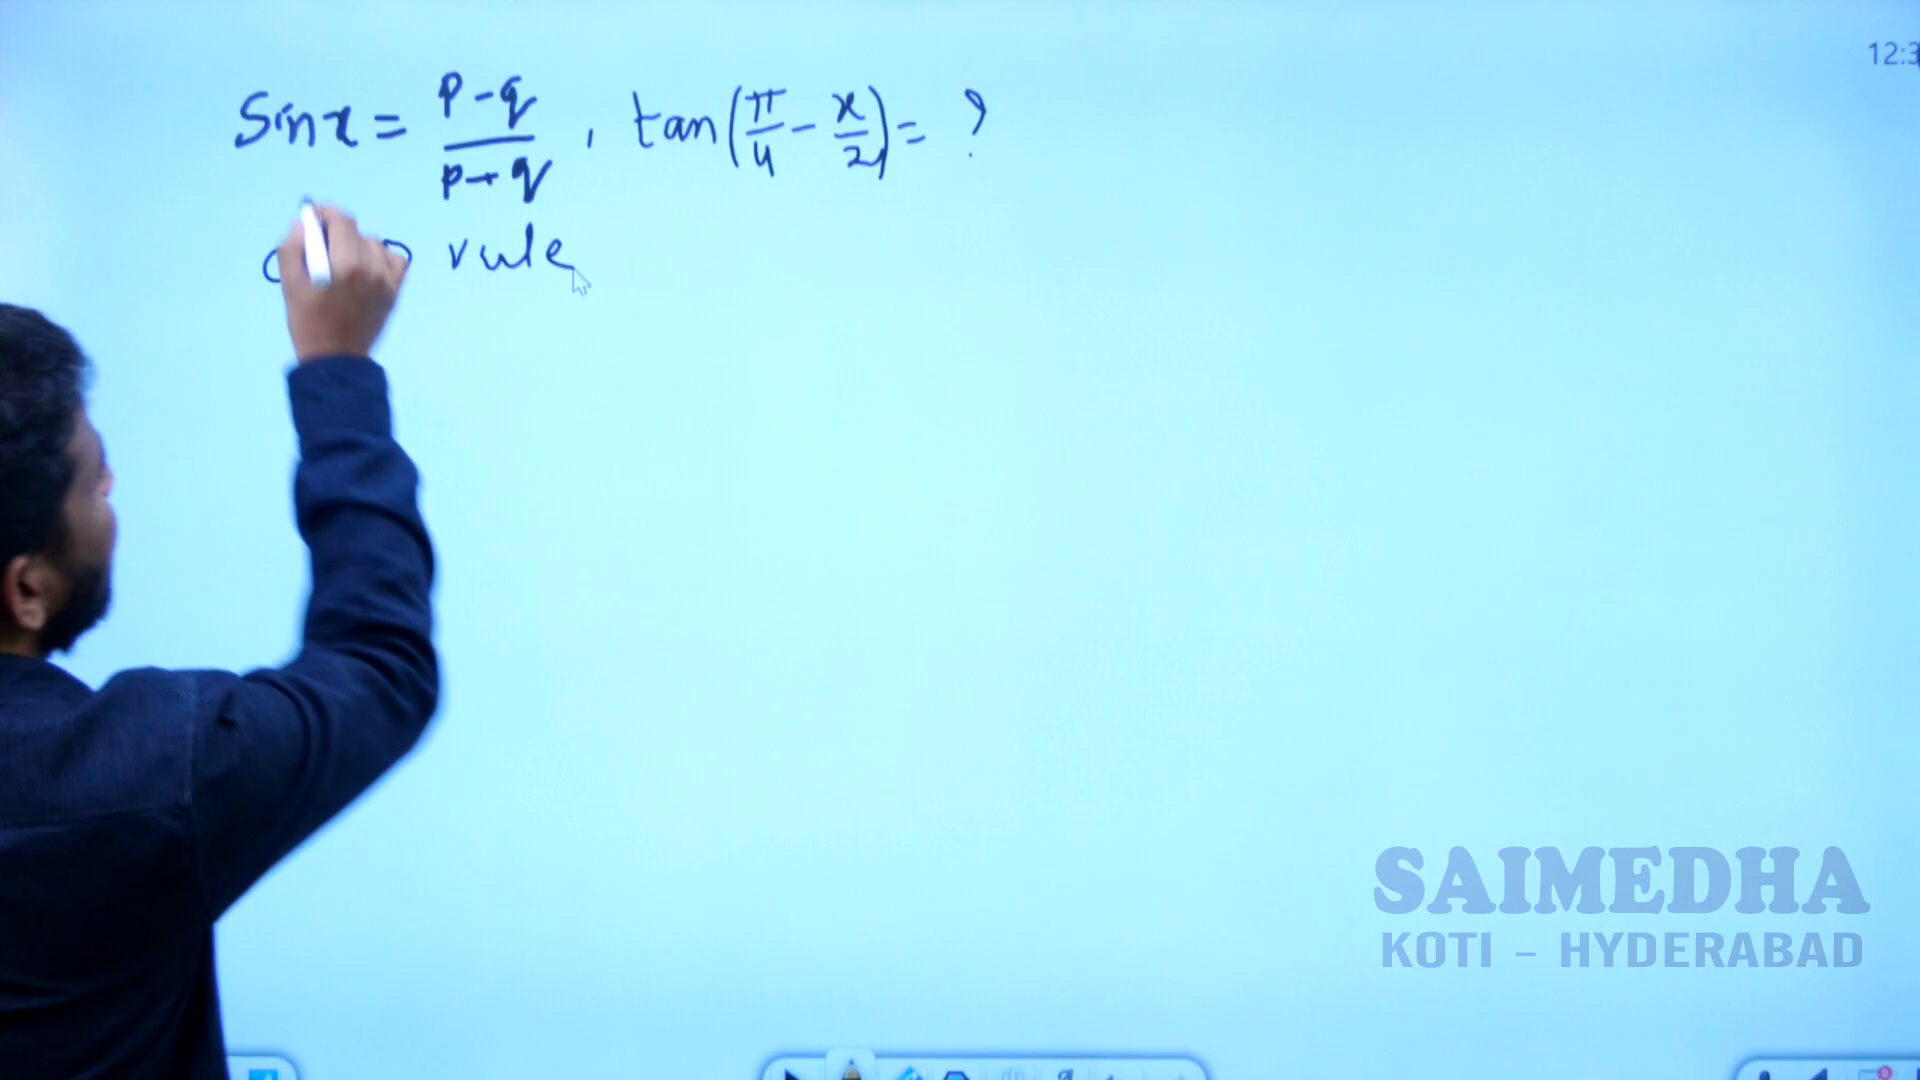 12:3
Sinx = p-q/p+q , tan(π/4 - x/2) = ?
rule
SAIMEDHA
KOTI - HYDERABAD